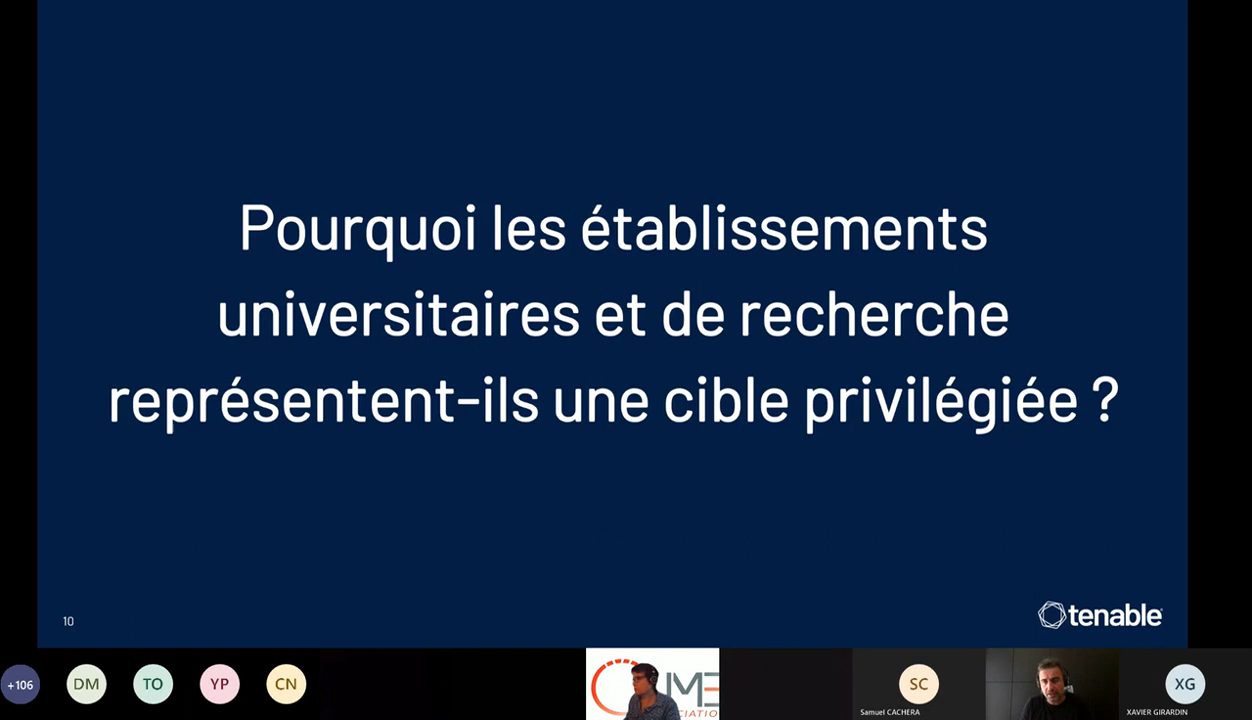 Pourquoi les établissements
universitaires et de recherche
représentent-ils une cible privilégiée ?
10
tenable
+106
DM
TO
YP
CN
SC
Samuel CACHERA
XG
XAVIER GIRARDIN